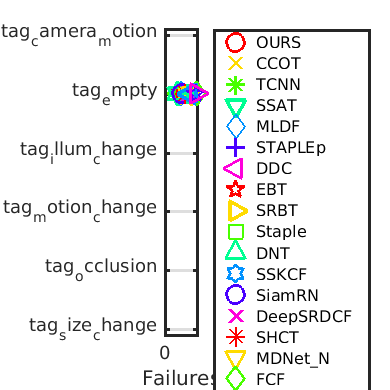 tag_camera_motion
tag_empty
tag_illum_change
tag_motion_change
tag_occlusion
tag_size_change
0
Failures
OURS
CCOT
TCNN
SSAT
MLDF
STAPLEp
DDC
EBT
SRBT
Staple
DNT
SSKCF
SiamRN
DeepSRDCF
SHCT
MDNet_N
FCF